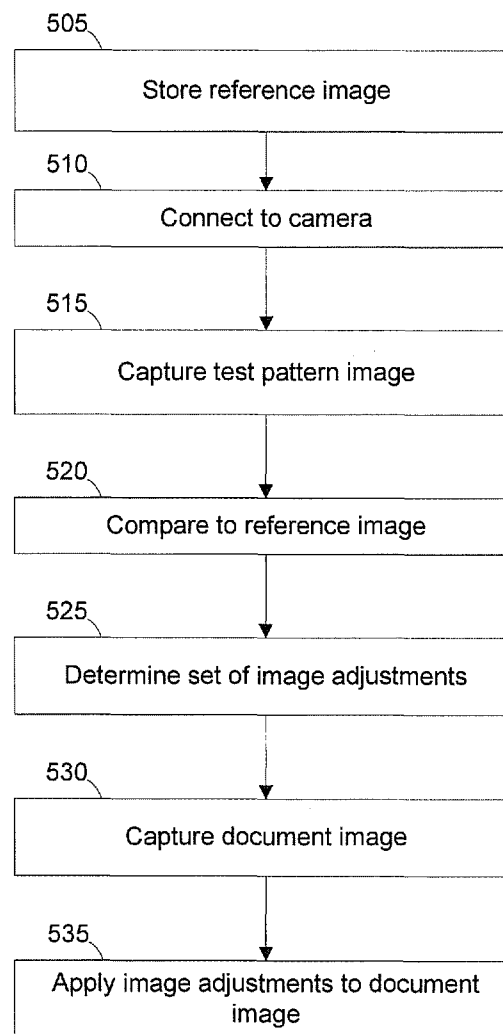 505
Store reference image
510
Connect to camera
515
Capture test pattern image
520
Compare to reference image
525
Determine set of image adjustments
530
Capture document image
535
Apply image adjustments to document
image